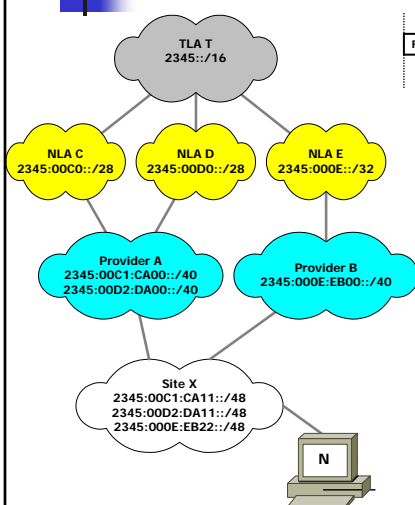 TLA T
2345::/16
NLA C
2345:00C0::/28
NLA D
2345:00D0::/28
NLA E
2345:000E::/32
Provider A
2345:00C1:CA00::/40
2345:00D2:DA00::/40
Provider B
2345:000E:EB00::/40
Site X
2345:00C1:CA11::/48
2345:00D2:DA11::/48
2345:000E:EB22::/48
N